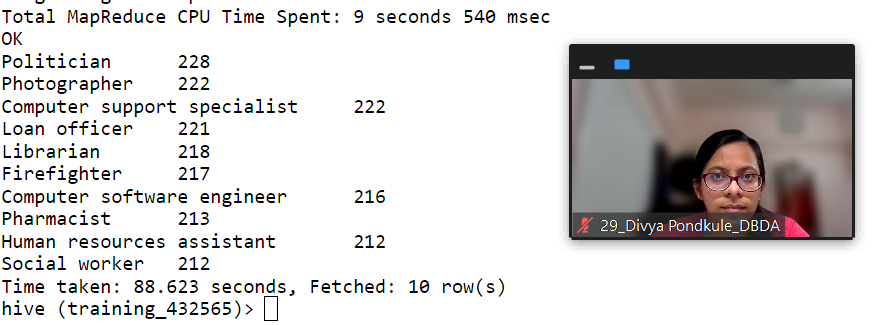 Total MapReduce CPU Time Spent: 9 seconds 540 msec
OK
Politician 228
Photographer 222
Computer support specialist 222
Loan officer 221
Librarian 218
Firefighter 217
Computer software engineer 216
Pharmacist 213
Human resources assistant 212
Social worker 212
Time taken: 88.623 seconds, Fetched: 10 row(s)
hive (training_432565)>
29_Divya Pondkule_DBDA